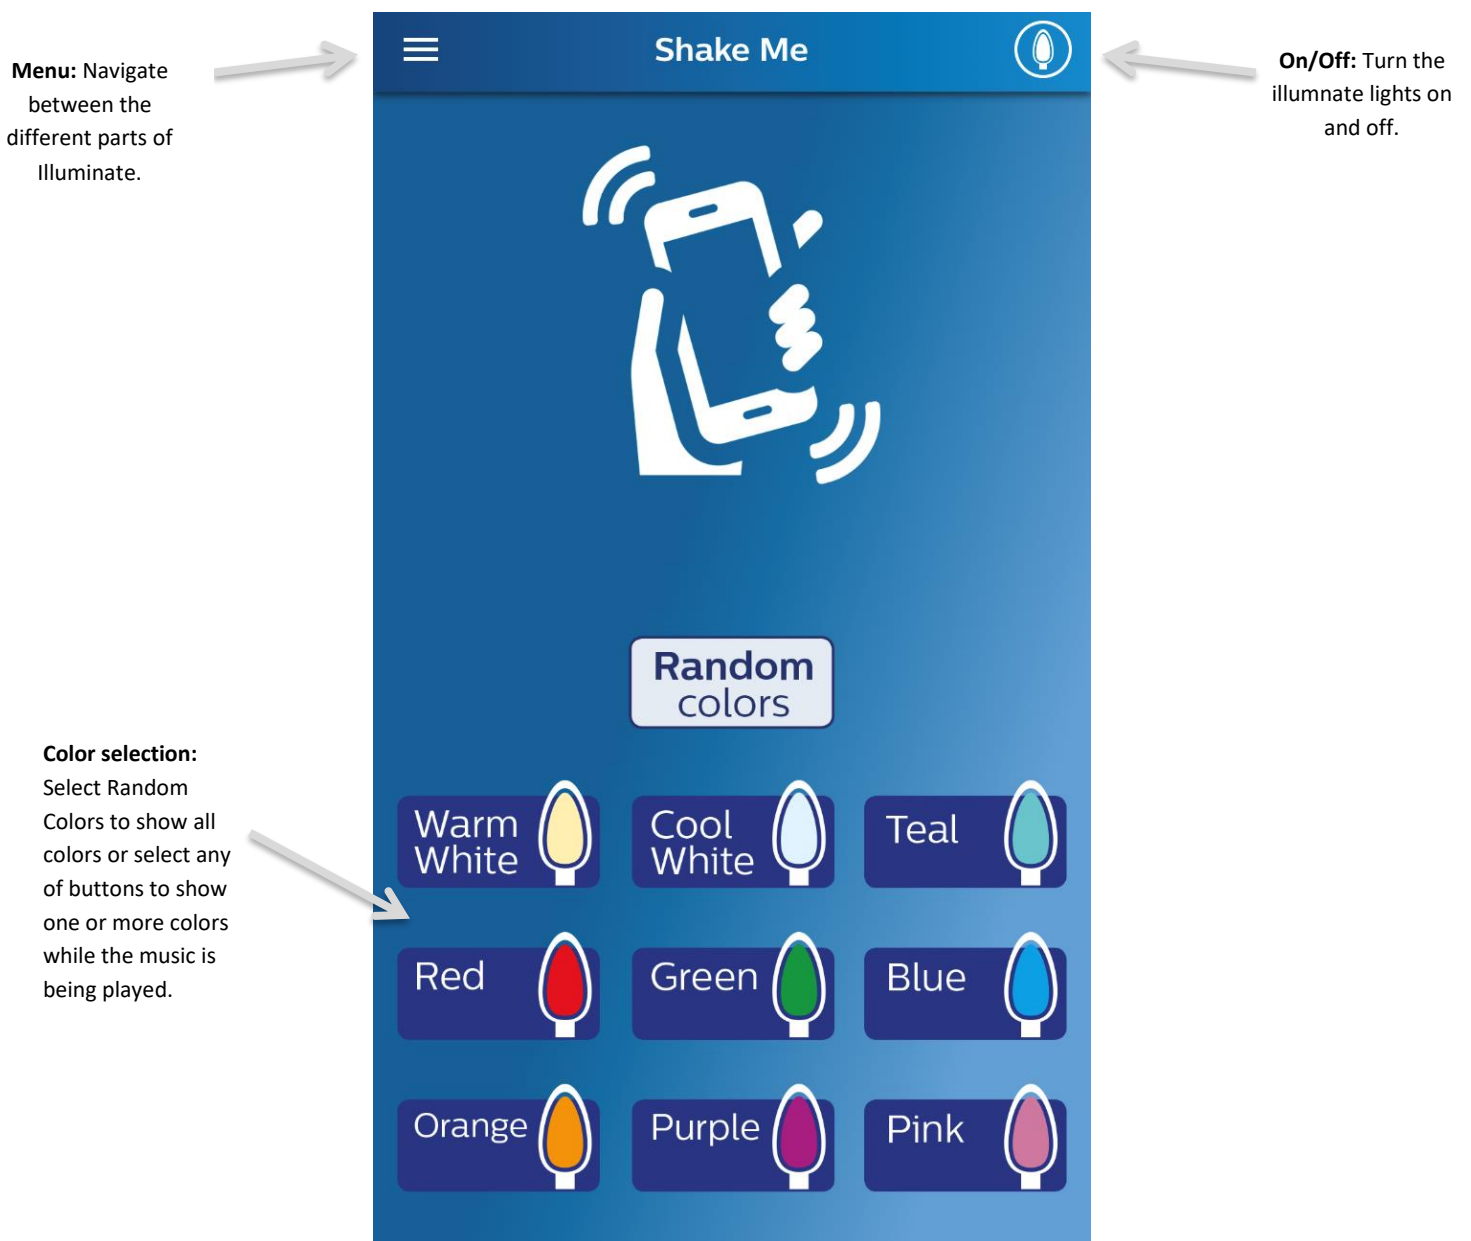 Menu: Navigate
between the
different parts of
Illuminate.
Shake Me
On/Off: Turn the
illumnate lights on
and off.
Random
colors
Color selection:
Select Random
Colors to show all
colors or select any
of buttons to show
one or more colors
while the music is
being played.
Warm
White
Cool
White
Teal
Red
Green
Blue
Orange
Purple
Pink